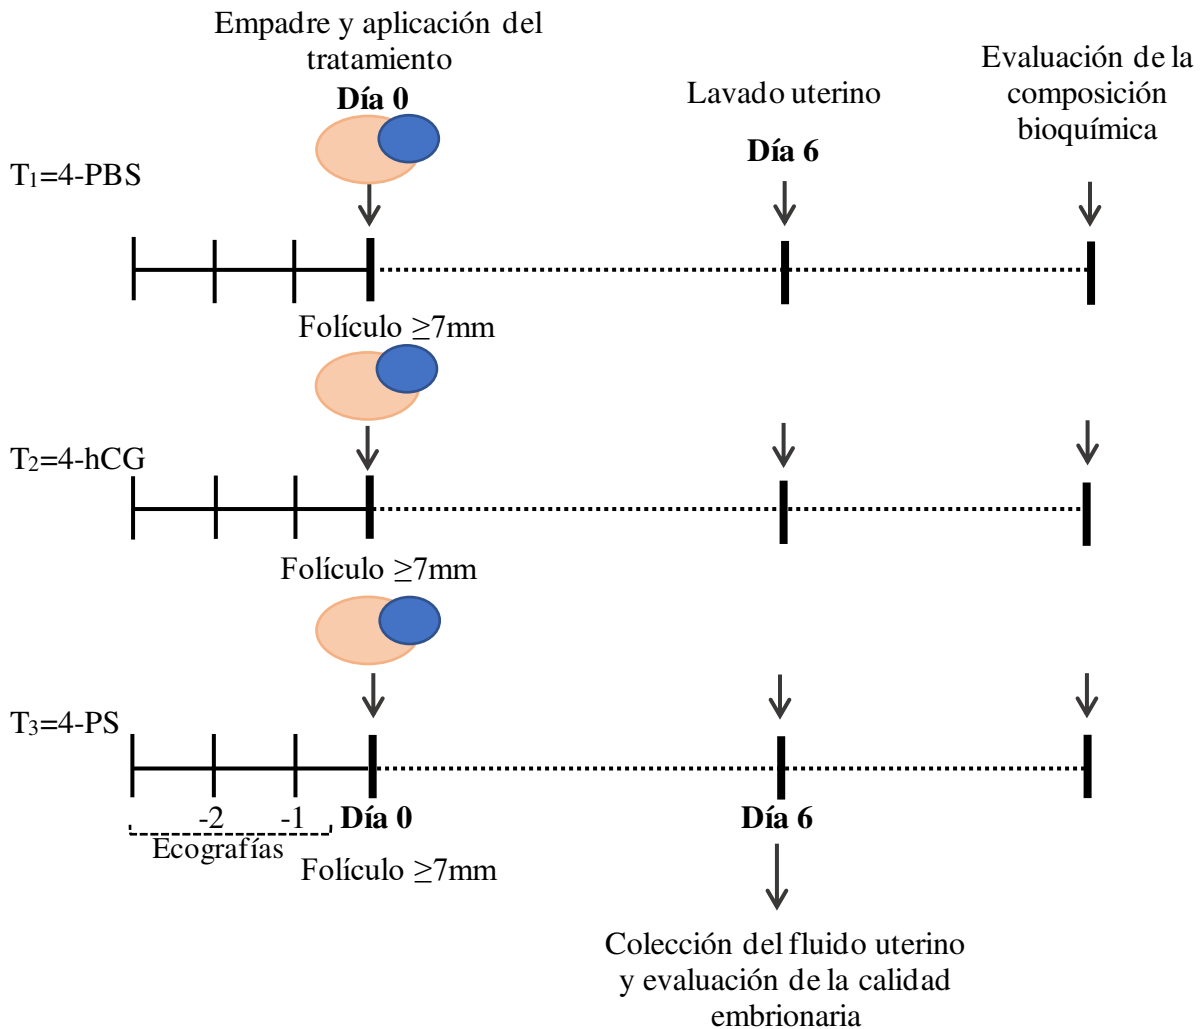 Empadre y aplicación del
tratamiento
Día 0
Lavado uterino
Día 6
Evaluación de la
composición
bioquímica
T1=4-PBS
Folículo ≥7mm
T2=4-hCG
Folículo ≥7mm
T3=4-PS
-2 -1 Día 0 Día 6
Ecografías
Folículo ≥7mm
Colección del fluido uterino
y evaluación de la calidad
embrionaria